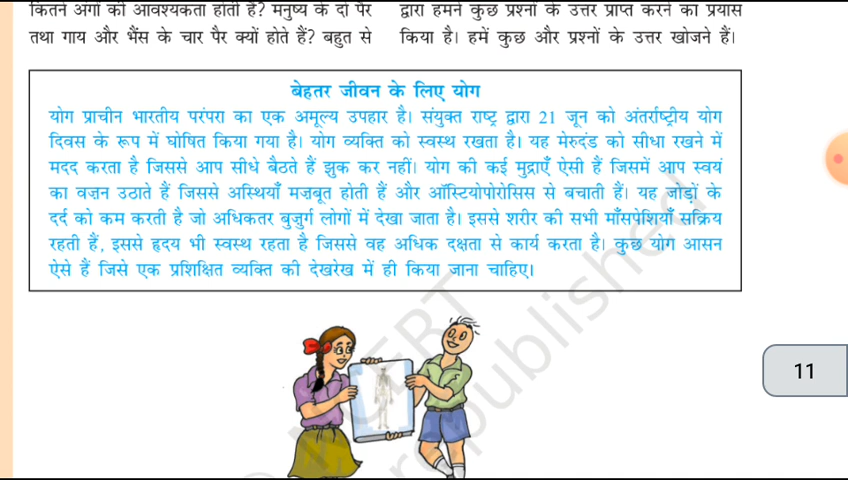 कितने अंगों की आवश्यकता होती है? मनुष्य के दो पैर
तथा गाय और भैंस के चार पैर क्यों होते हैं? बहुत से
द्वारा हमने कुछ प्रश्नों के उत्तर प्राप्त करने का प्रयास
किया है। हमें कुछ और प्रश्नों के उत्तर खोजने हैं।
बेहतर जीवन के लिए योग
योग प्राचीन भारतीय परंपरा का एक अमूल्य उपहार है। संयुक्त राष्ट्र द्वारा 21 जून को अंतर्राष्ट्रीय योग
दिवस के रूप में घोषित किया गया है। योग व्यक्ति को स्वस्थ रखता है। यह मेरुदंड को सीधा रखने में
मदद करता है जिससे आप सीधे बैठते हैं झुक कर नहीं। योग की कई मुद्राएँ ऐसी हैं जिसमें आप स्वयं
का वज़न उठाते हैं जिससे अस्थियाँ मज़बूत होती हैं और ऑस्टियोपोरोसिस से बचाती हैं। यह जोड़ों के
दर्द को कम करती है जो अधिकतर बुजुर्ग लोगों में देखा जाता है। इससे शरीर की सभी माँसपेशियाँ सक्रिय
रहती हैं, इससे हृदय भी स्वस्थ रहता है जिससे वह अधिक दक्षता से कार्य करता है। कुछ योग आसन
ऐसे हैं जिसे एक प्रशिक्षित व्यक्ति की देखरेख में ही किया जाना चाहिए।
11
© NCERT
republished